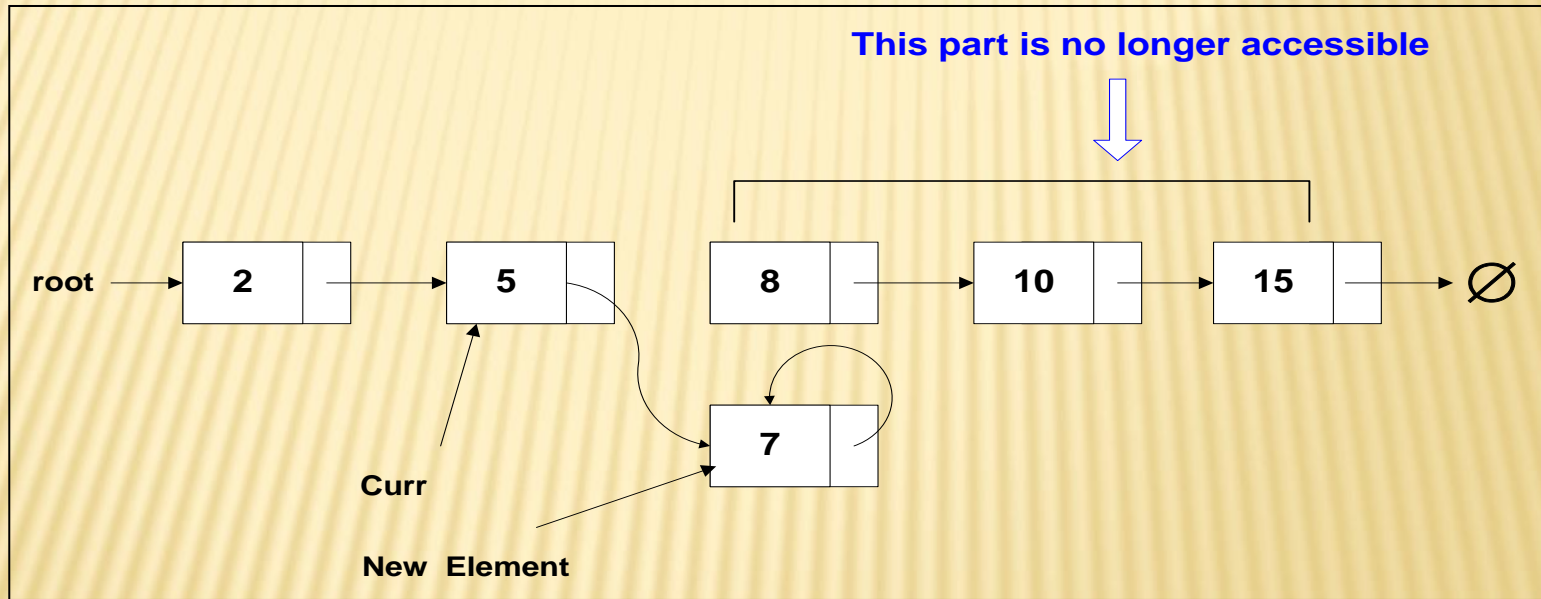 This part is no longer accessible
root 2 5 8 10 15 ∅
7
Curr
New Element